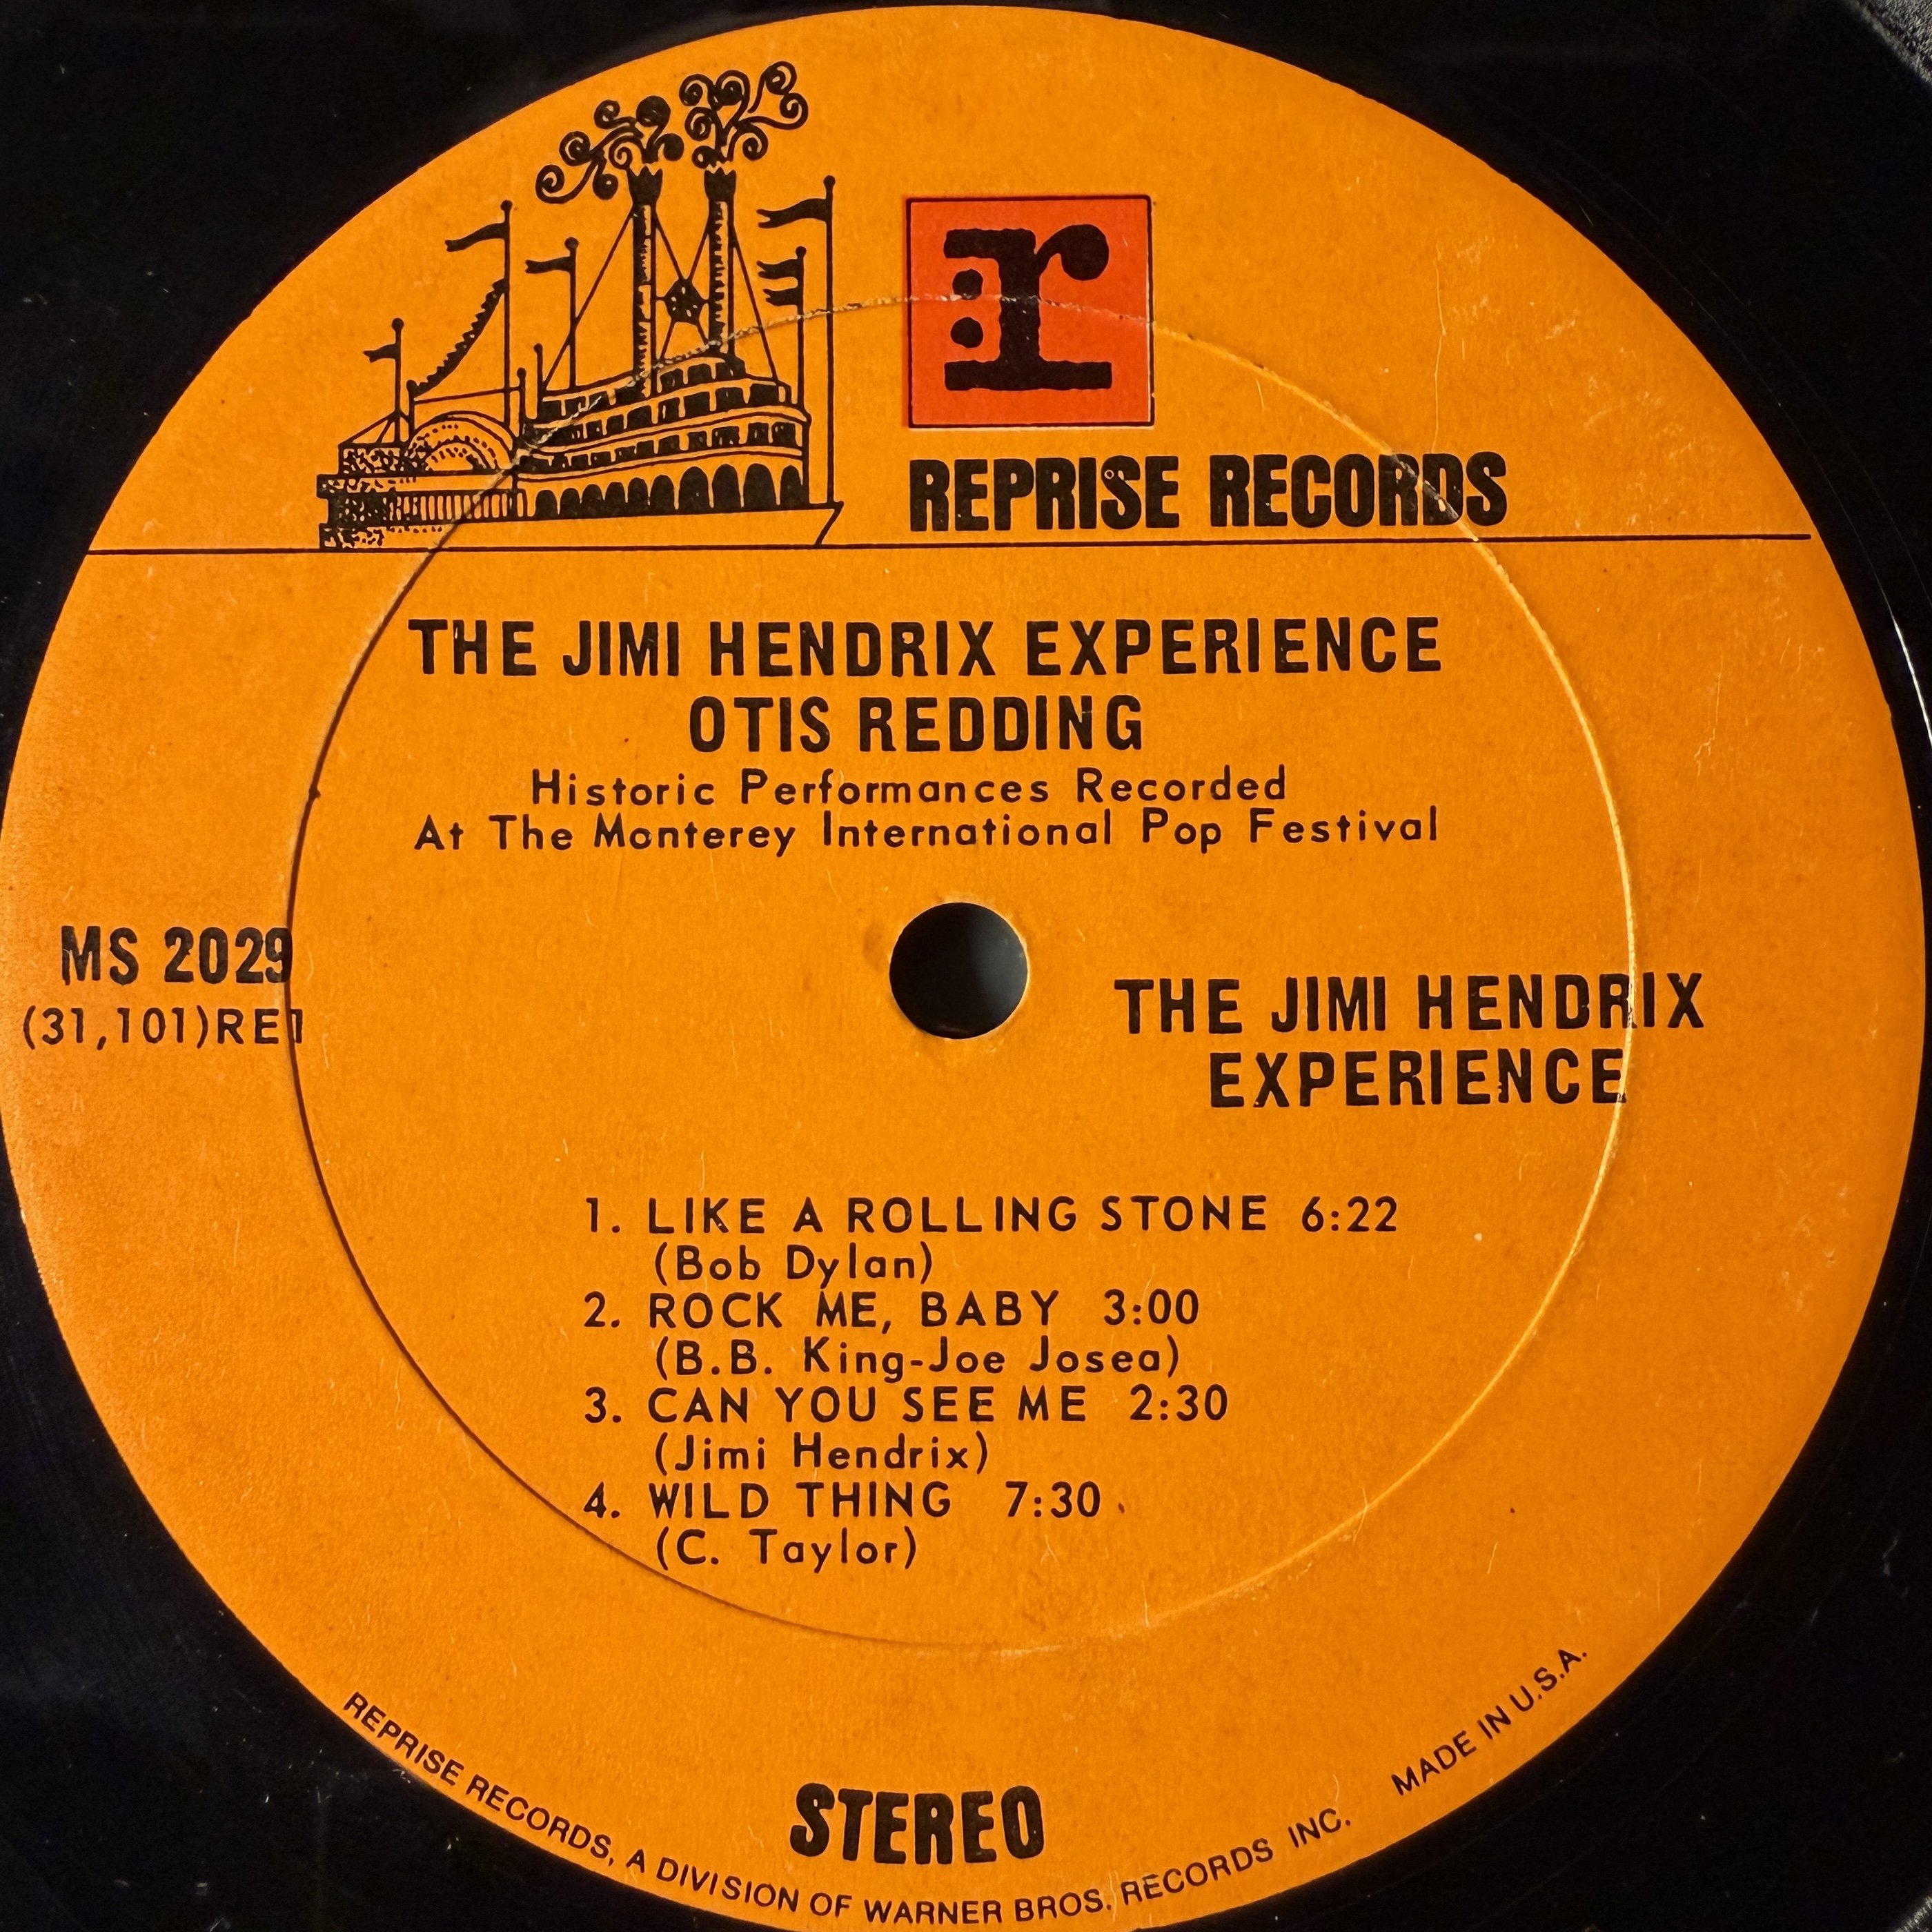 r:
REPRISE RECORDS
THE JIMI HENDRIX EXPERIENCE
OTIS REDDING
Historic Performances Recorded
At The Monterey International Pop Festival
MS 2029
(31,101)RE1
THE JIMI HENDRIX
EXPERIENCE
1. LIKE A ROLLING STONE 6:22
(Bob Dylan)
2. ROCK ME, BABY 3:00
(B.B. King-Joe Josea)
3. CAN YOU SEE ME 2:30
(Jimi Hendrix)
4. WILD THING 7:30
(C. Taylor)
STEREO
REPRISE RECORDS, A DIVISION OF WARNER BROS. RECORDS INC. MADE IN U.S.A.